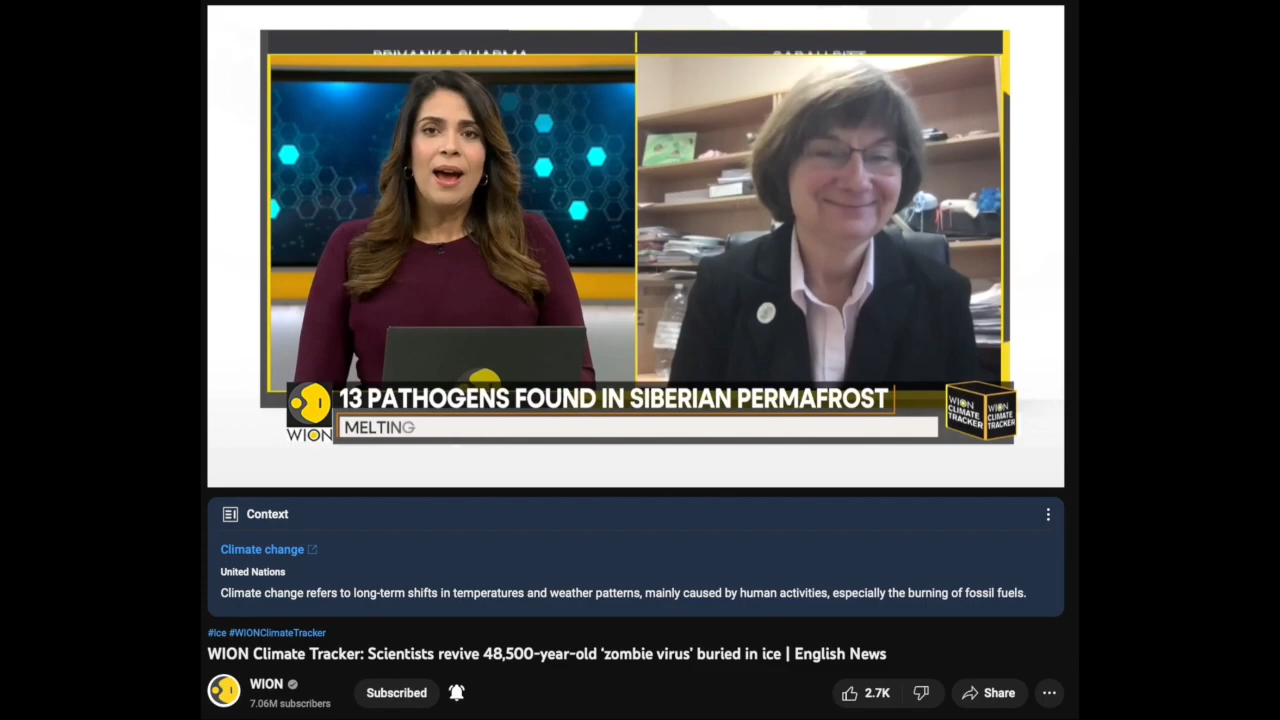 13 PATHOGENS FOUND IN SIBERIAN PERMAFROST
MELTING
WION
WION CLIMATE TRACKER
WION CLIMATE TRACKER
Context
Climate change
United Nations
Climate change refers to long-term shifts in temperatures and weather patterns, mainly caused by human activities, especially the burning of fossil fuels.
#Ice #WIONClimateTracker
WION Climate Tracker: Scientists revive 48,500-year-old 'zombie virus' buried in ice | English News
WION
7.06M subscribers
Subscribed
2.7K
Share